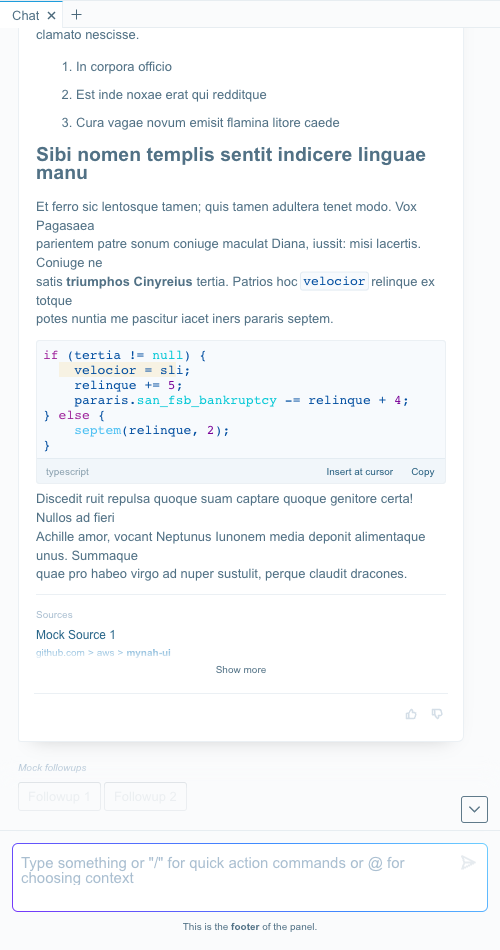 Chat
clamato nescisse.
1. In corpora officio
2. Est inde noxae erat qui redditque
3. Cura vagae novum emisit flamina litore caede
Sibi nomen templis sentit indicere linguae
manu
Et ferro sic lentosque tamen; quis tamen adultera tenet modo. Vox
Pagasaea
parientem patre sonum coniuge maculat Diana, iussit: misi lacertis.
Coniuge ne
satis triumphos Cinyreius tertia. Patrios hoc velocior relinque ex
totque
potes nuntia me pascitur iacet iners pararis septem.
if (tertia != null) {
velocior = sli;
relinque += 5;
pararis.san_fsb_bankruptcy -= relinque + 4;
} else {
septem(relinque, 2);
}
typescript Insert at cursor Copy
Discedit ruit repulsa quoque suam captare quoque genitore certa!
Nullos ad fieri
Achille amor, vocant Neptunus Iunonem media deponit alimentaque
unus. Summaque
quae pro habeo virgo ad nuper sustulit, perque claudit dracones.
Sources
Mock Source 1
github.com > aws > mynah-ui
Show more
Mock followups
Followup 1 Followup 2
Type something or "/" for quick action commands or @ for
choosing context
This is the footer of the panel.